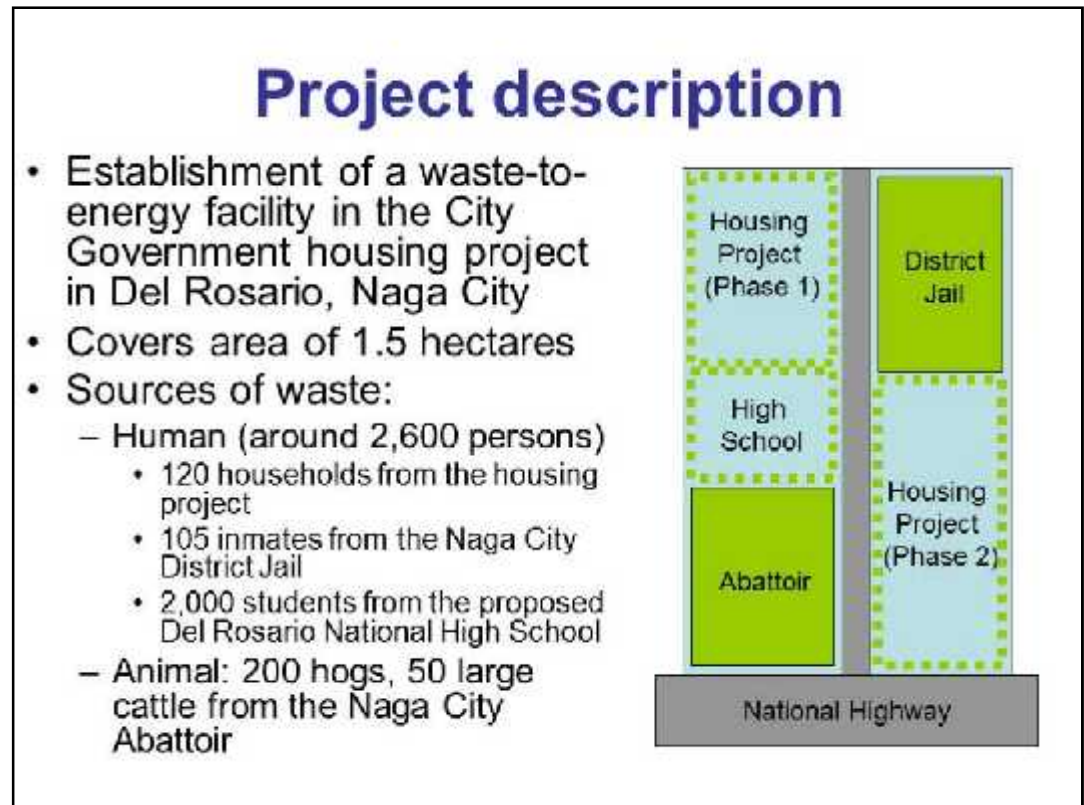 Project description
• Establishment of a waste-to-
energy facility in the City
Government housing project
in Del Rosario, Naga City
• Covers area of 1.5 hectares
• Sources of waste:
– Human (around 2,600 persons)
• 120 households from the housing
project
• 105 inmates from the Naga City
District Jail
• 2,000 students from the proposed
Del Rosario National High School
– Animal: 200 hogs, 50 large
cattle from the Naga City
Abattoir
Housing
Project
(Phase 1)
District
Jail
High
School
Housing
Project
(Phase 2)
Abattoir
National Highway